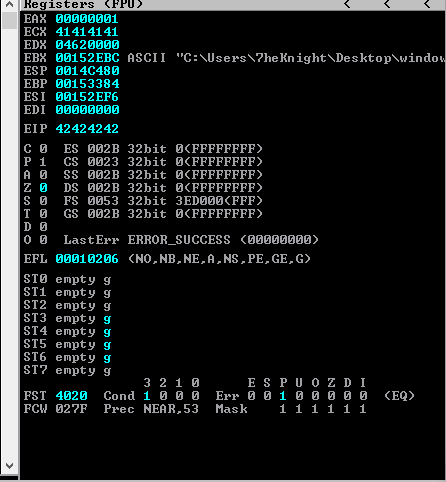 Registers (FPU) < < <
EAX 00000001
ECX 41414141
EDX 04620000
EBX 00152EBC ASCII "C:\Users\7heKnight\Desktop\window
ESP 0014C480
EBP 00153384
ESI 00152EF6
EDI 00000000
EIP 42424242
C 0 ES 002B 32bit 0(FFFFFFFF)
P 1 CS 0023 32bit 0(FFFFFFFF)
A 0 SS 002B 32bit 0(FFFFFFFF)
Z 0 DS 002B 32bit 0(FFFFFFFF)
S 0 FS 0053 32bit 3ED000(FFF)
T 0 GS 002B 32bit 0(FFFFFFFF)
D 0
O 0 LastErr ERROR_SUCCESS (00000000)
EFL 00010206 (NO,NB,NE,A,NS,PE,GE,G)
ST0 empty g
ST1 empty g
ST2 empty g
ST3 empty g
ST4 empty g
ST5 empty g
ST6 empty g
ST7 empty g
3 2 1 0 E S P U O Z D I
FST 4020 Cond 1 0 0 0 Err 0 0 1 0 0 0 0 0 (EQ)
FCW 027F Prec NEAR,53 Mask 1 1 1 1 1 1